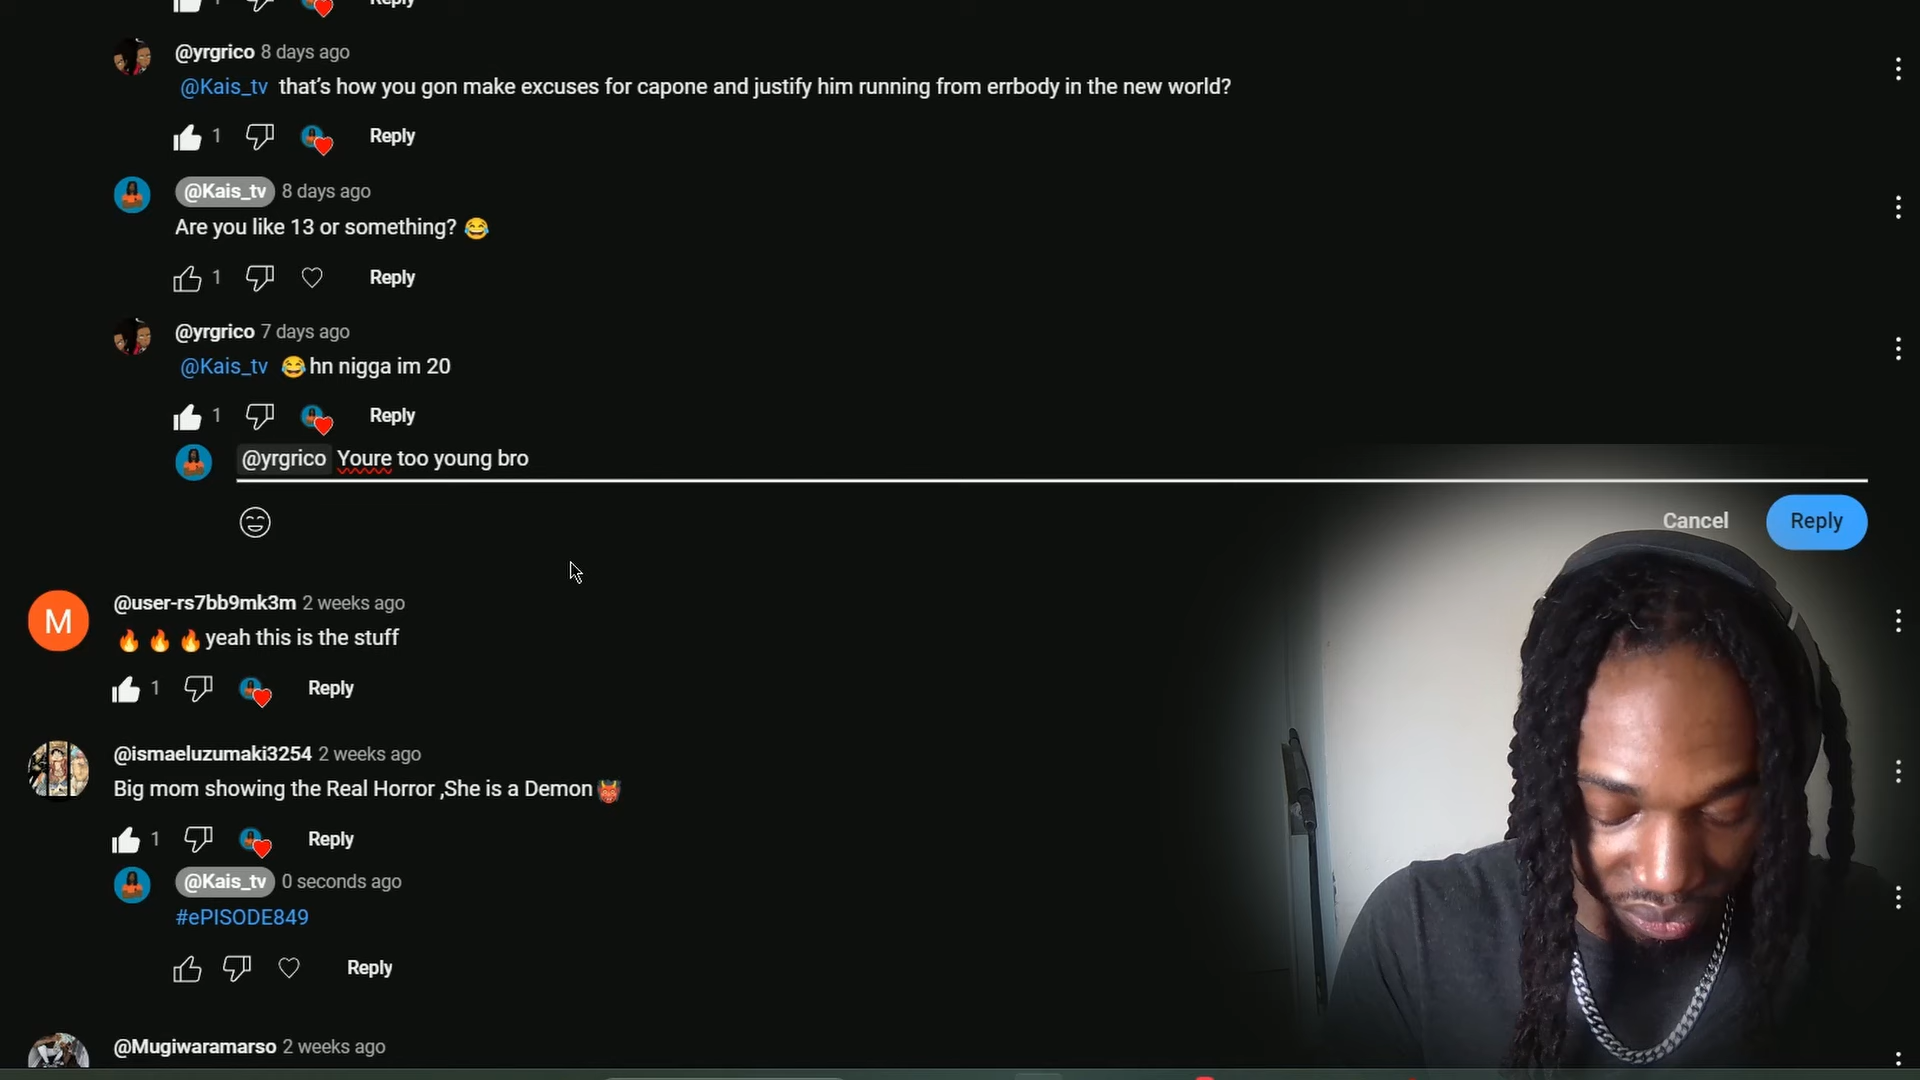 1 Reply
@yrgrico 8 days ago
@Kais_tv that's how you gon make excuses for capone and justify him running from errbody in the new world?
1 Reply
@Kais_tv 8 days ago
Are you like 13 or something? 😂
1 Reply
@yrgrico 7 days ago
@Kais_tv 😂hn nigga im 20
1 Reply
@yrgrico Youre too young bro
Cancel Reply
M
@user-rs7bb9mk3m 2 weeks ago
🔥🔥🔥yeah this is the stuff
1 Reply
@ismaeluzumaki3254 2 weeks ago
Big mom showing the Real Horror ,She is a Demon👹
1 Reply
@Kais_tv 0 seconds ago
#ePISODE849
Reply
@Mugiwaramarso 2 weeks ago